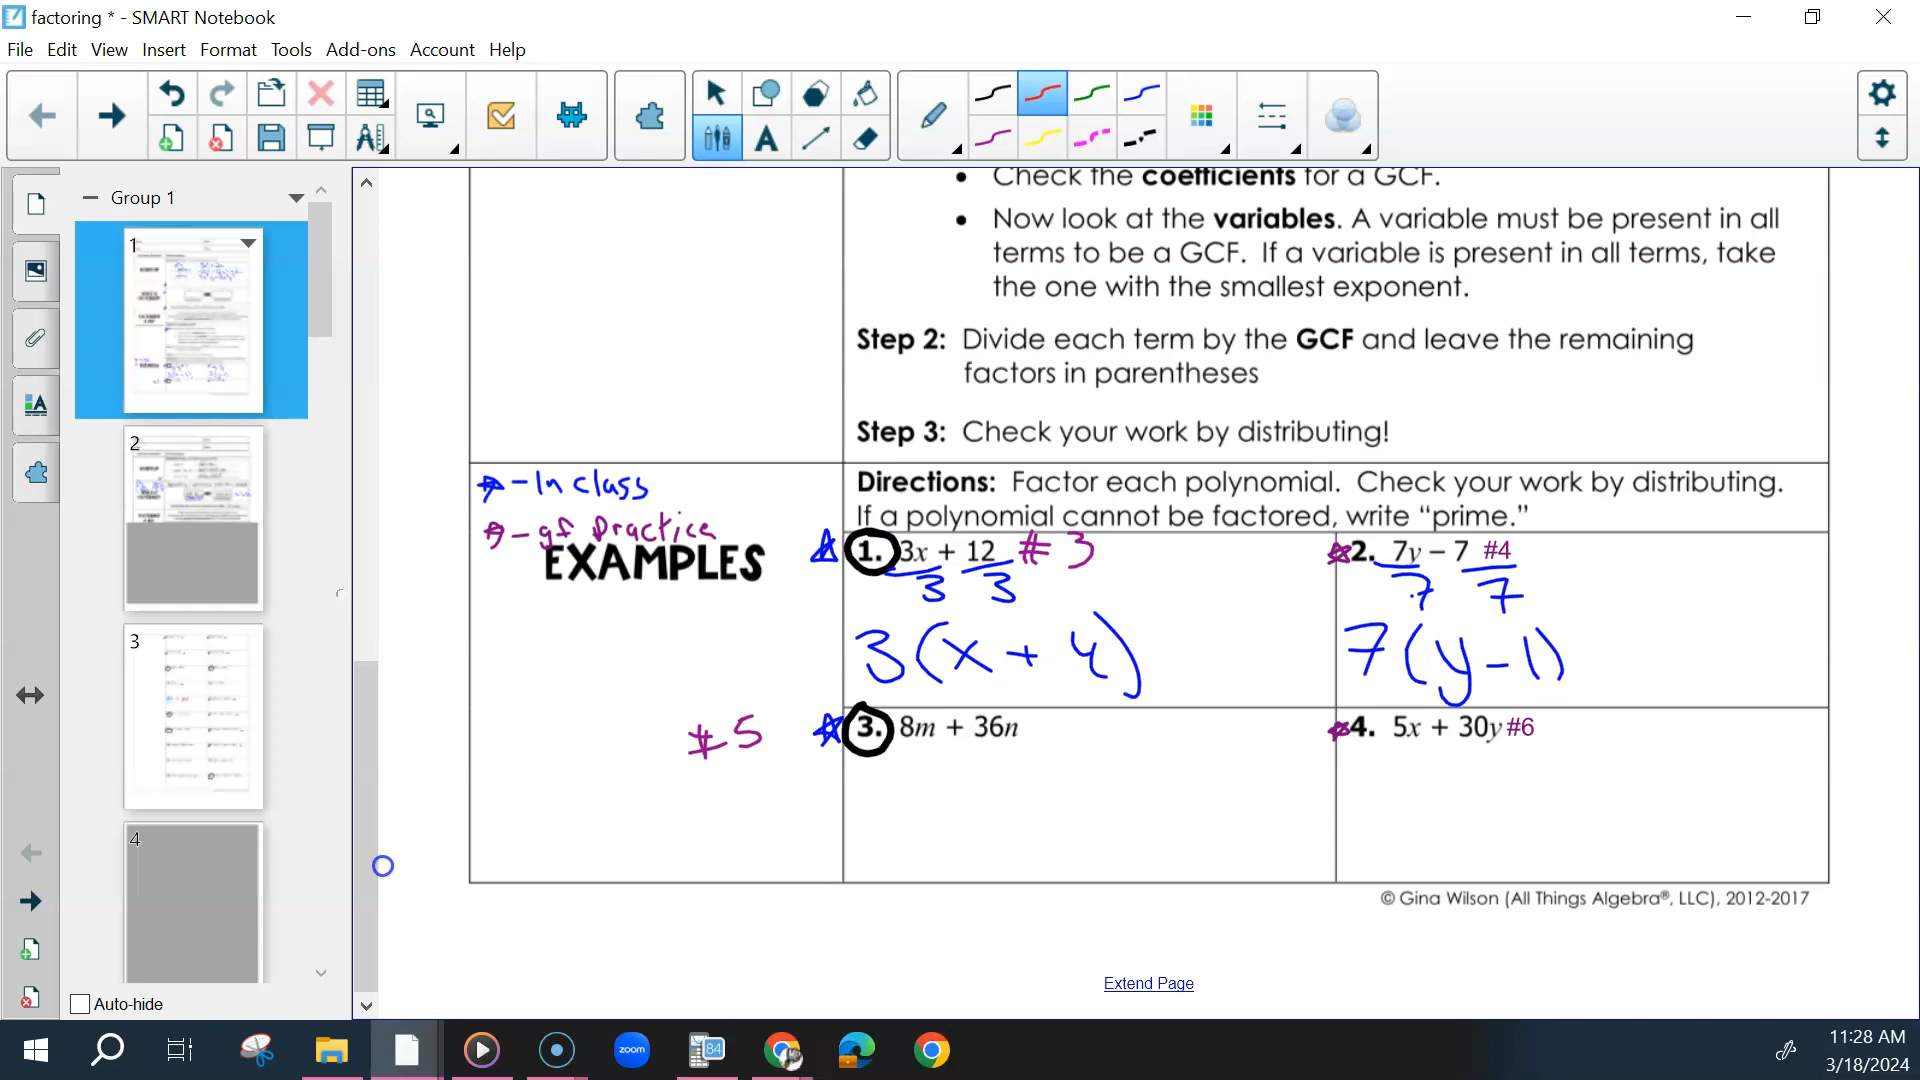 factoring * - SMART Notebook
File Edit View Insert Format Tools Add-ons Account Help
Group 1
1
2
3
4
Auto-hide
• Check the coefficients for a GCF.
• Now look at the variables. A variable must be present in all
terms to be a GCF. If a variable is present in all terms, take
the one with the smallest exponent.
Step 2: Divide each term by the GCF and leave the remaining
factors in parentheses
Step 3: Check your work by distributing!
- In class
- gf Practice
EXAMPLES
Directions: Factor each polynomial. Check your work by distributing.
If a polynomial cannot be factored, write “prime.”
1. 3x + 12 # 3
3 3
3(x + 4)
2. 7y – 7 #4
7 7
7(y - 1)
#5
3. 8m + 36n
4. 5x + 30y #6
© Gina Wilson (All Things Algebra®, LLC), 2012-2017
Extend Page
zoom
84
11:28 AM
3/18/2024